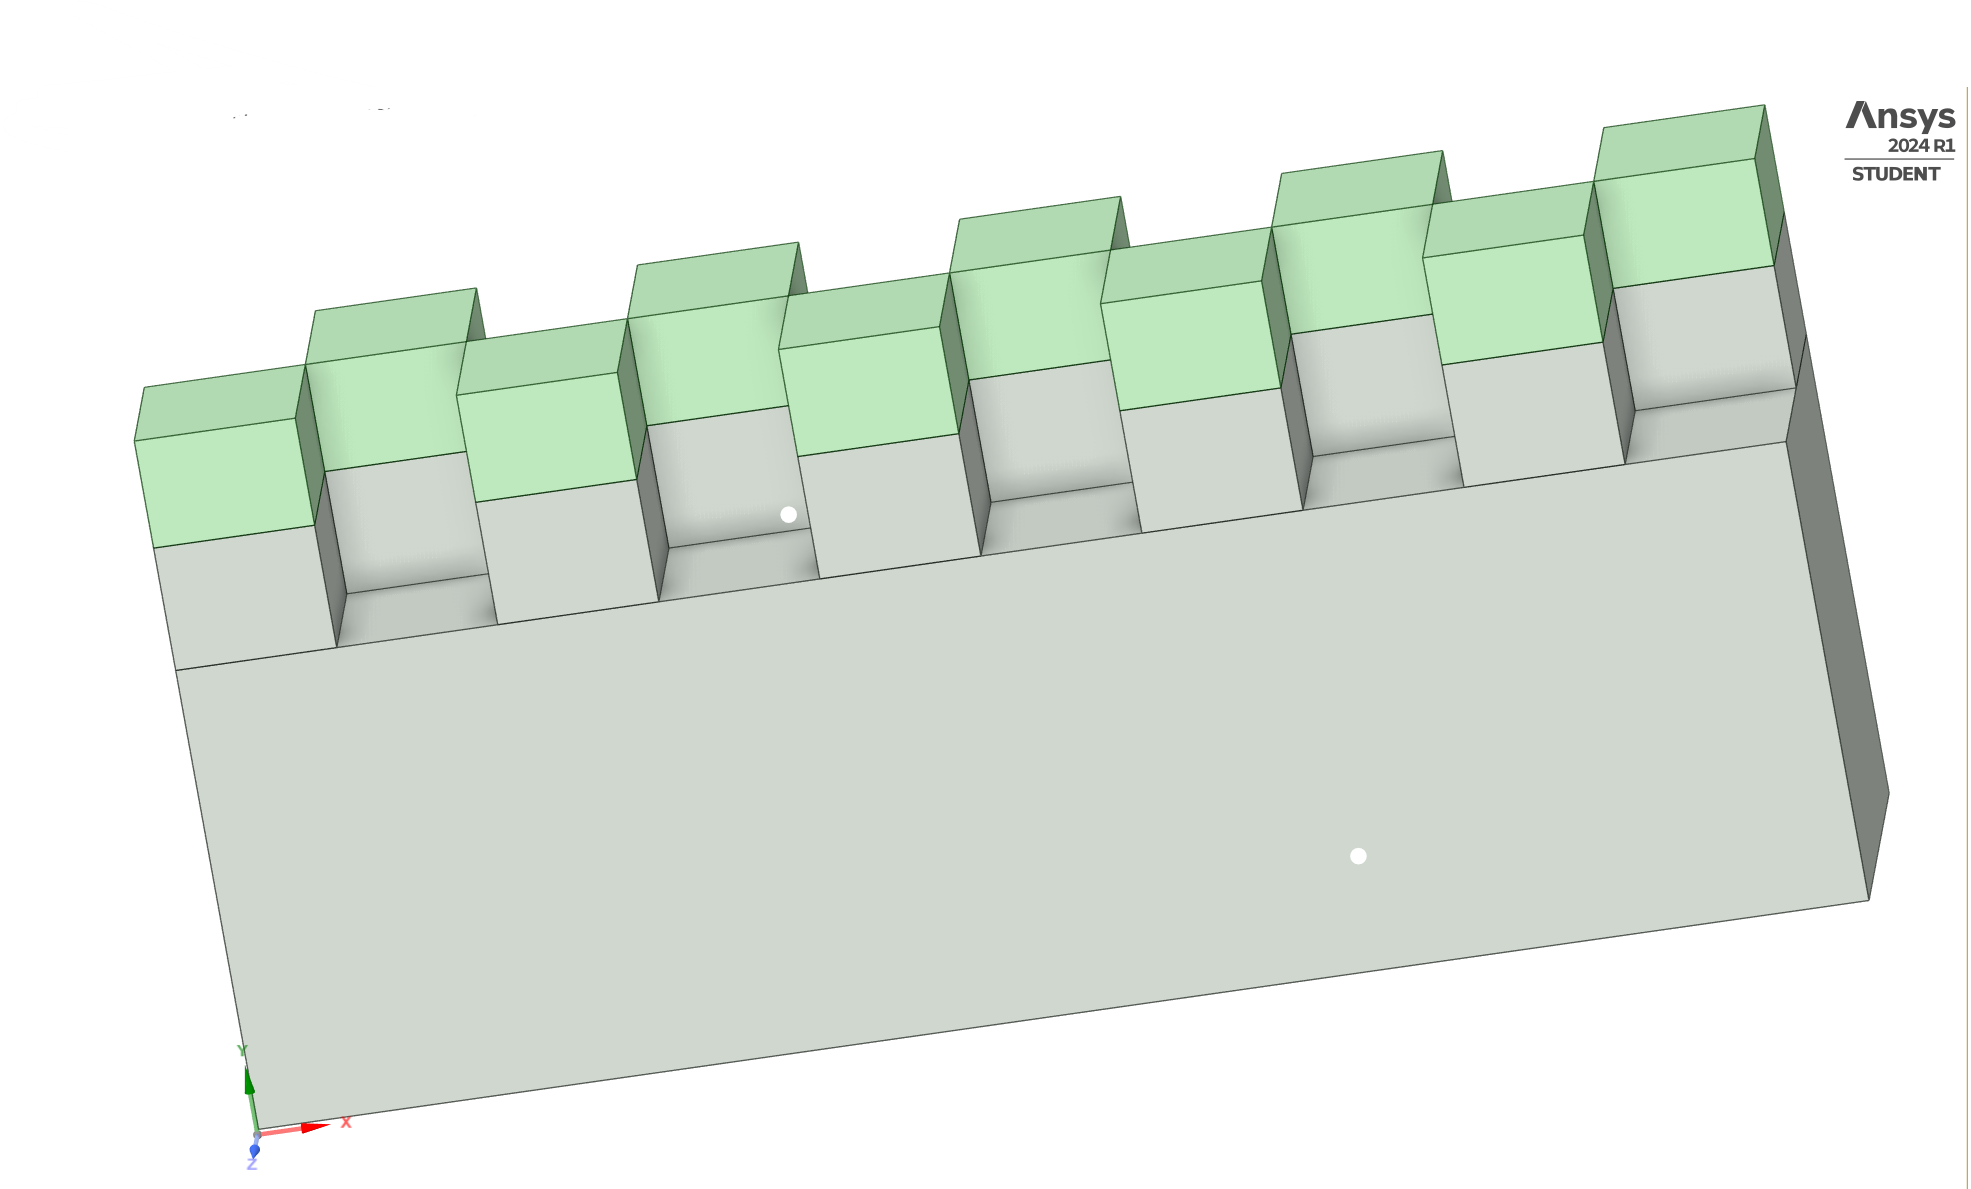 Ansys
2024 R1
STUDENT
Y
X
Z